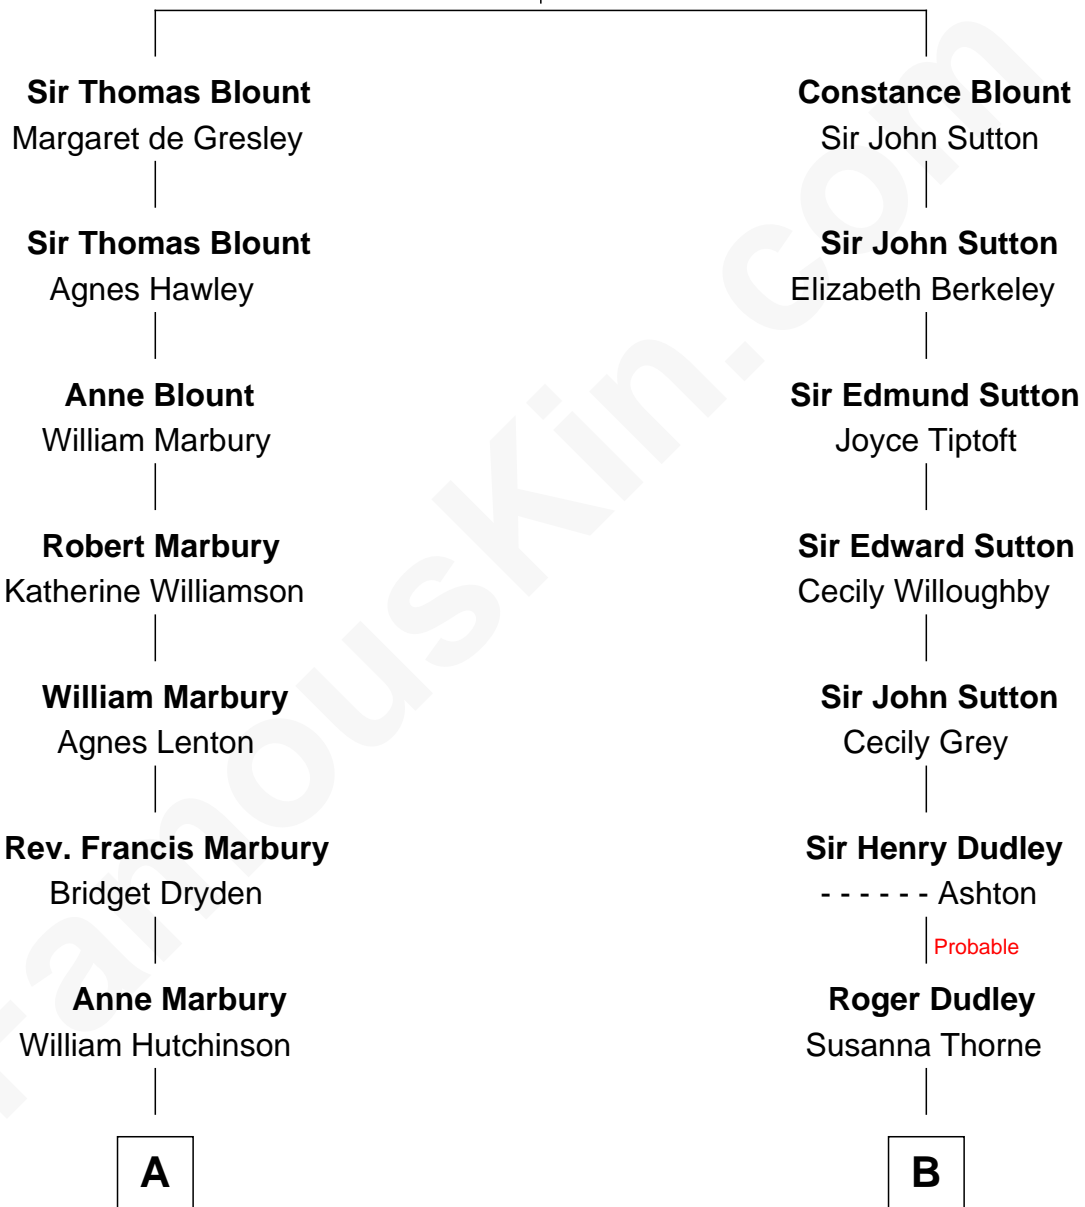 Sir Thomas Blount
Margaret de Gresley
Sir Thomas Blount
Agnes Hawley
Anne Blount
William Marbury
Robert Marbury
Katherine Williamson
William Marbury
Agnes Lenton
Rev. Francis Marbury
Bridget Dryden
Anne Marbury
William Hutchinson
A
Constance Blount
Sir John Sutton
Sir John Sutton
Elizabeth Berkeley
Sir Edmund Sutton
Joyce Tiptoft
Sir Edward Sutton
Cecily Willoughby
Sir John Sutton
Cecily Grey
Sir Henry Dudley
- - - - - - Ashton
Probable
Roger Dudley
Susanna Thorne
B
FamousKin.com